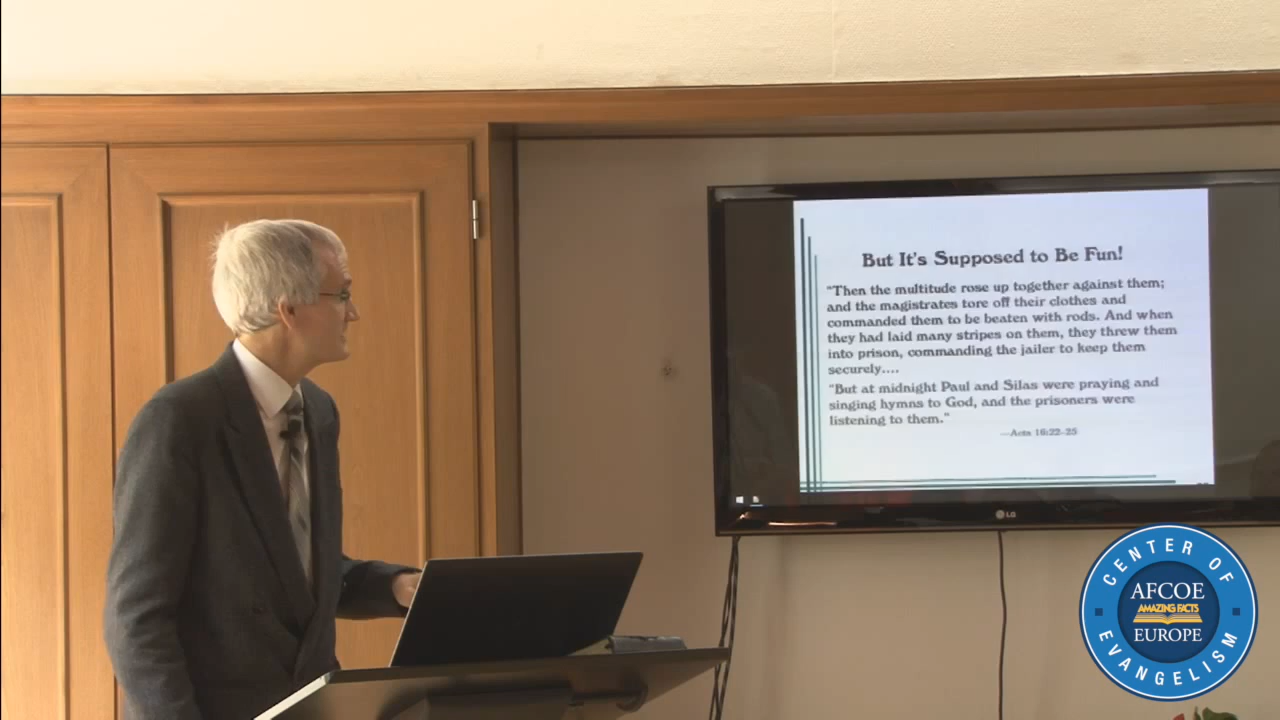 But It's Supposed to Be Fun!
"Then the multitude rose up together against them;
and the magistrates tore off their clothes and
commanded them to be beaten with rods. And when
they had laid many stripes on them, they threw them
into prison, commanding the jailer to keep them
securely....
"But at midnight Paul and Silas were praying and
singing hymns to God, and the prisoners were
listening to them."
—Acts 16:22–25
LG
CENTER OF
AFCOE
AMAZING FACTS
EUROPE
EVANGELISM